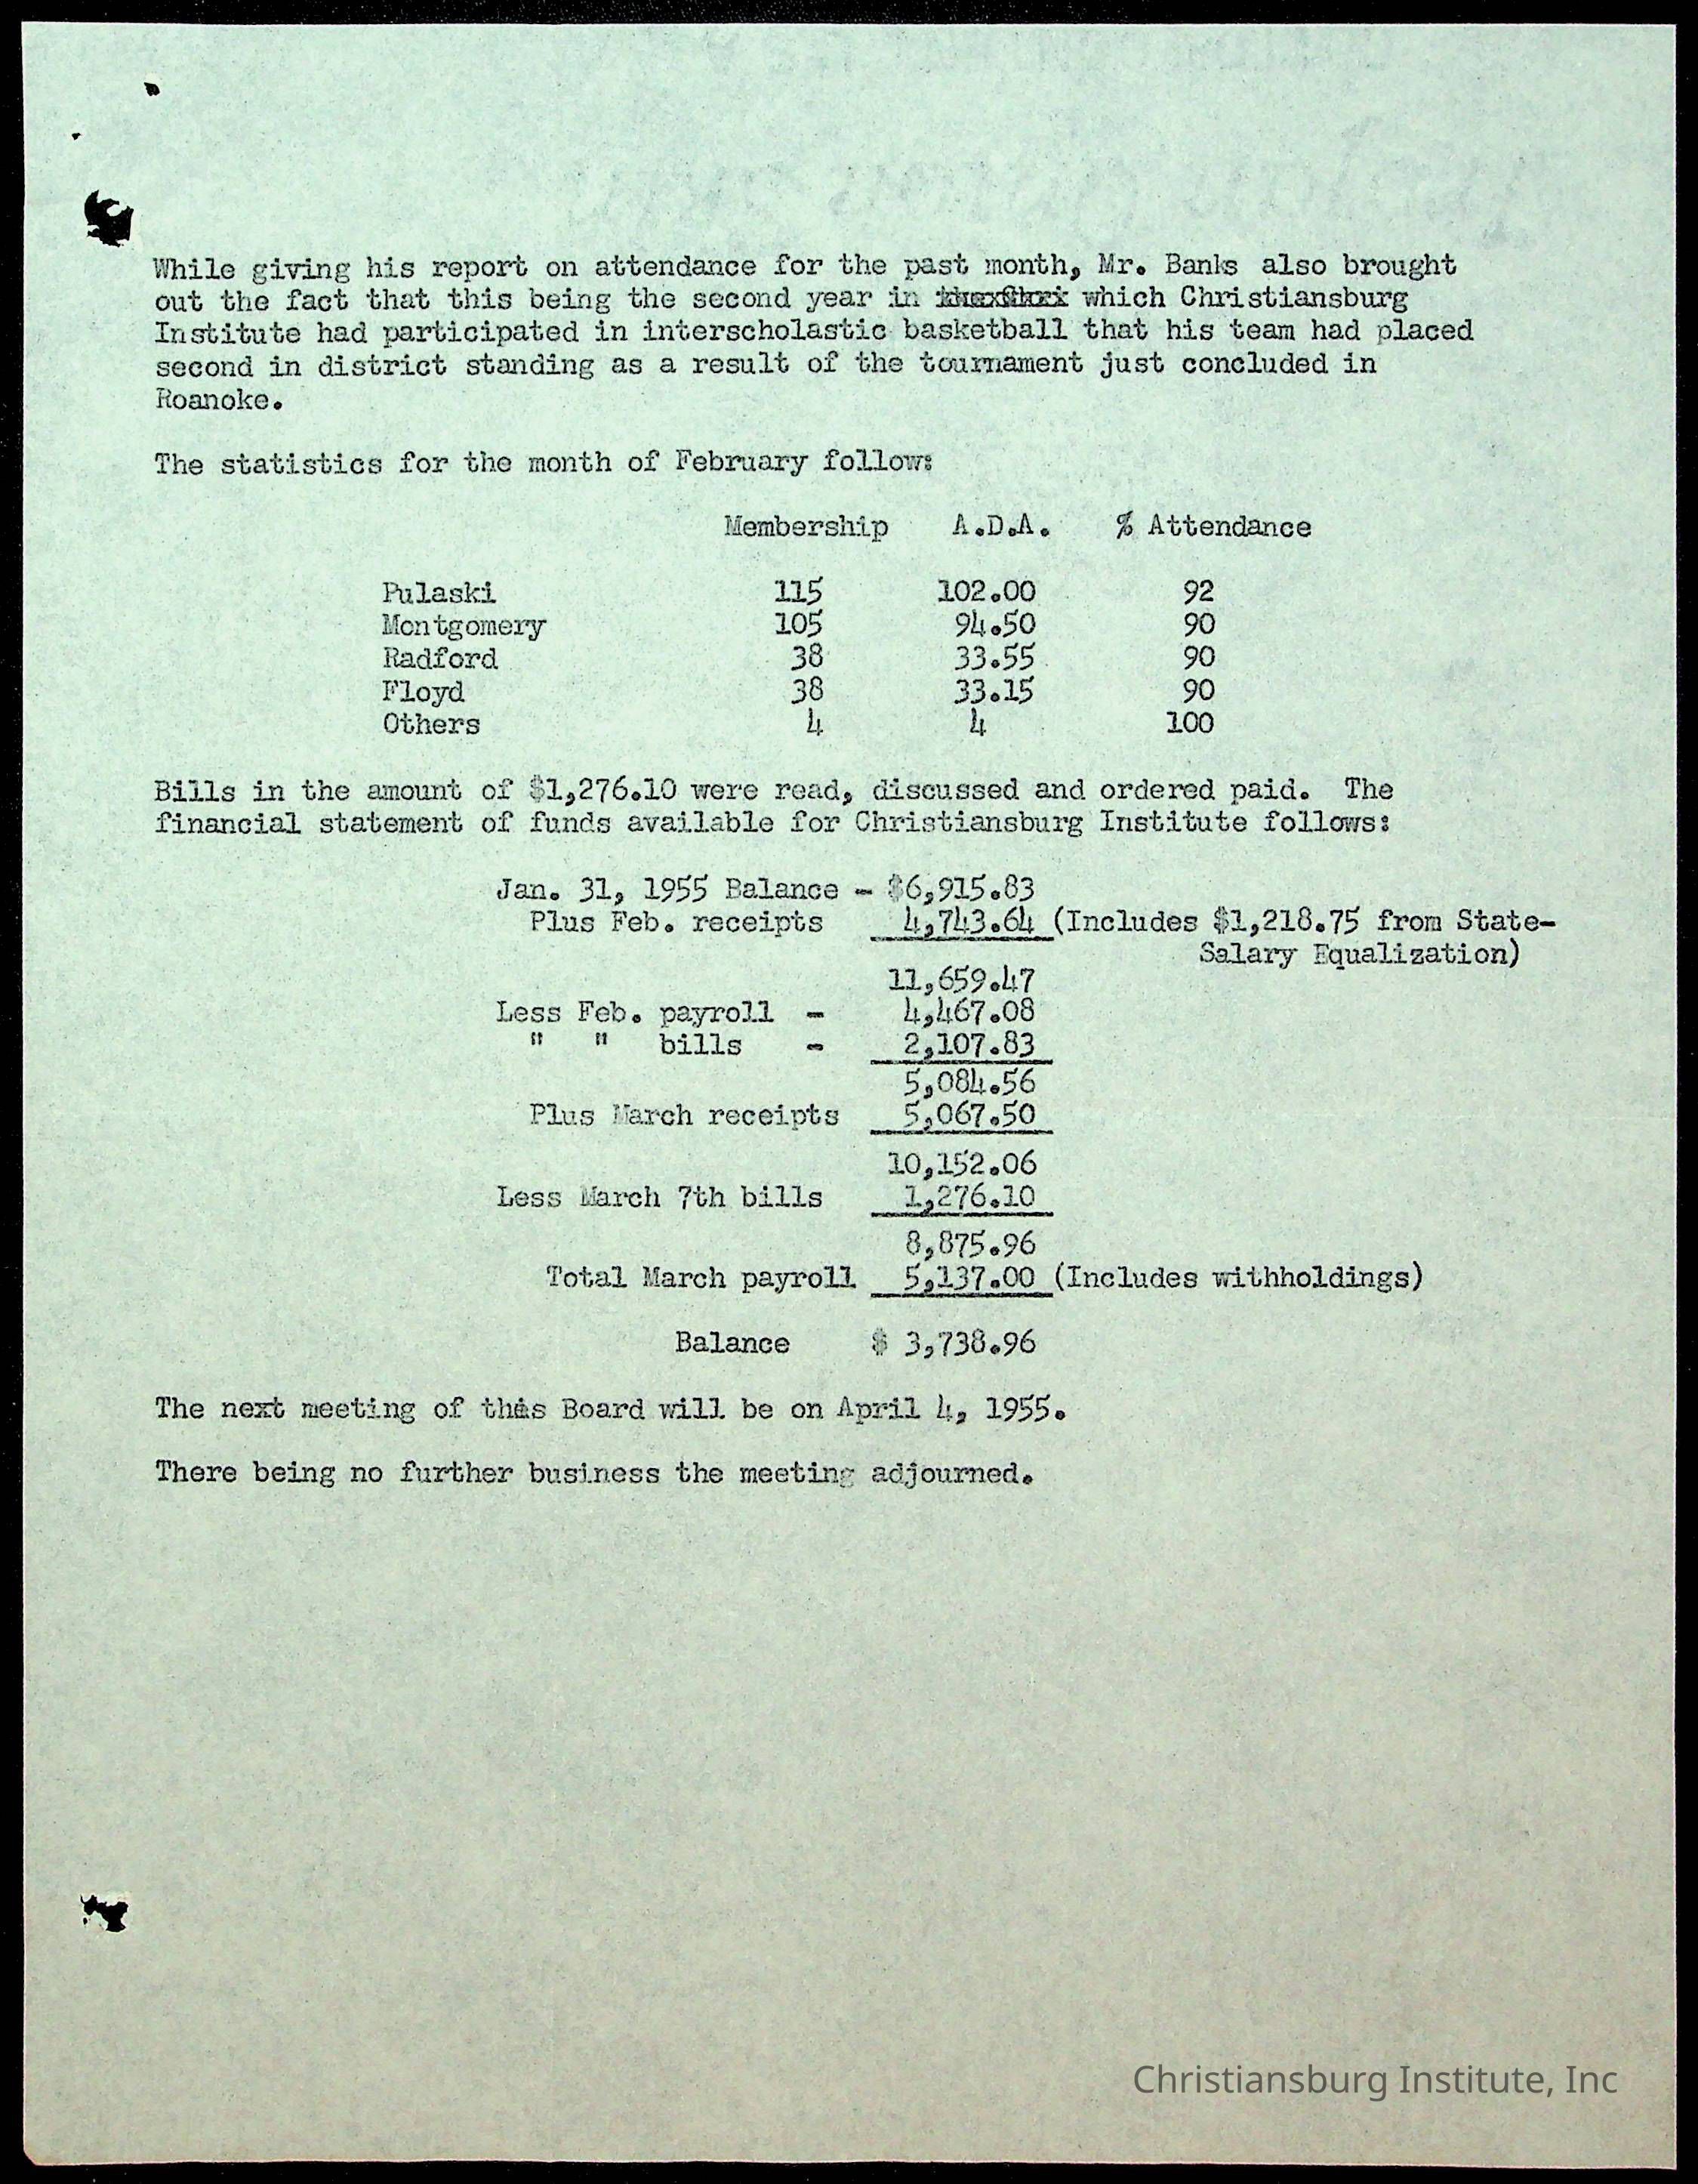 While giving his report on attendance for the past month, Mr. Banks also brought
out the fact that this being the second year in which Christiansburg
Institute had participated in interscholastic basketball that his team had placed
second in district standing as a result of the tournament just concluded in
Roanoke.
The statistics for the month of February follow:
Membership A.D.A. % Attendance
Pulaski 115 102.00 92
Montgomery 105 94.50 90
Radford 38 33.55 90
Floyd 38 33.15 90
Others 4 4 100
Bills in the amount of $1,276.10 were read, discussed and ordered paid. The
financial statement of funds available for Christiansburg Institute follows:
Jan. 31, 1955 Balance - $6,915.83
Plus Feb. receipts 4,743.64 (Includes $1,218.75 from State-
Salary Equalization)
11,659.47
Less Feb. payroll - 4,467.08
" " bills - 2,107.83
5,084.56
Plus March receipts 5,067.50
10,152.06
Less March 7th bills 1,276.10
8,875.96
Total March payroll 5,137.00 (Includes withholdings)
Balance $ 3,738.96
The next meeting of this Board will be on April 4, 1955.
There being no further business the meeting adjourned.
Christiansburg Institute, Inc